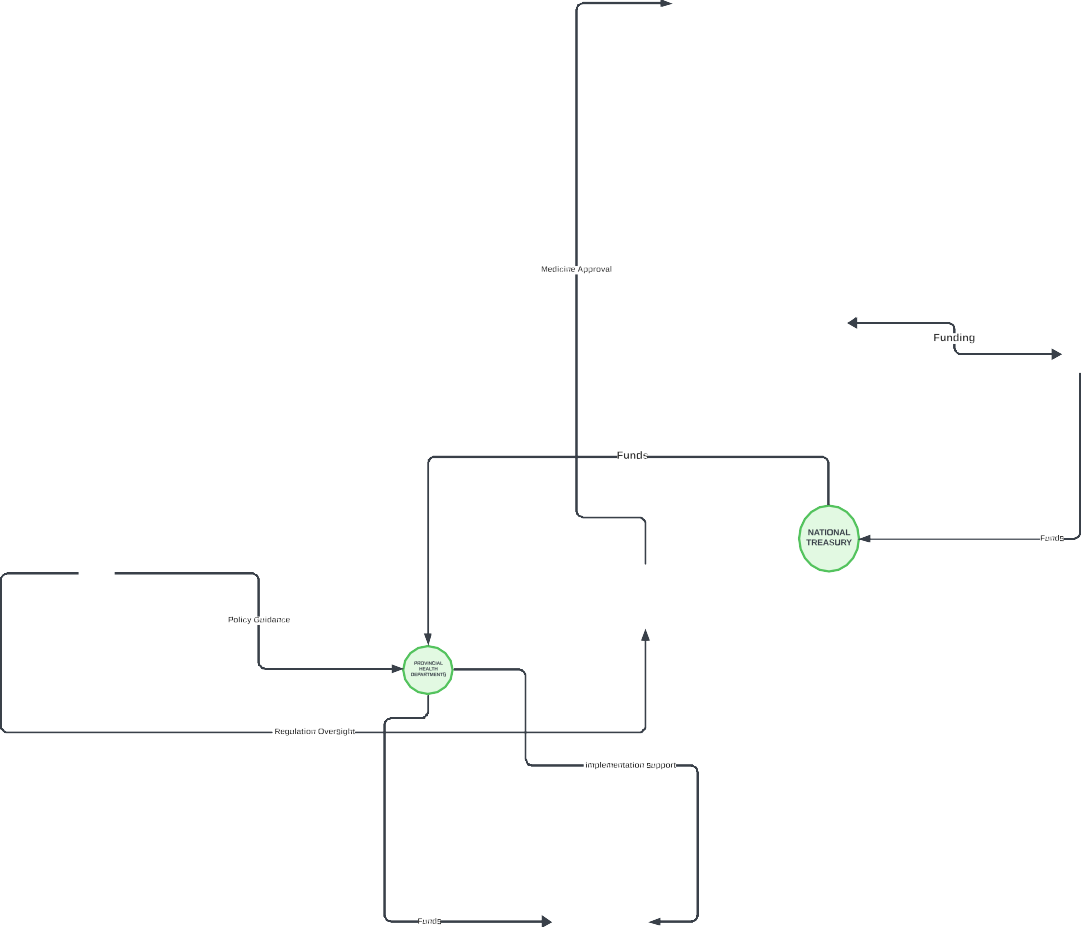 Medicine Approval
Funding
Funds
NATIONAL
TREASURY
Funds
Policy Guidance
PROVINCIAL
HEALTH
DEPARTMENTS
Regulation Oversight
implementation support
Funds